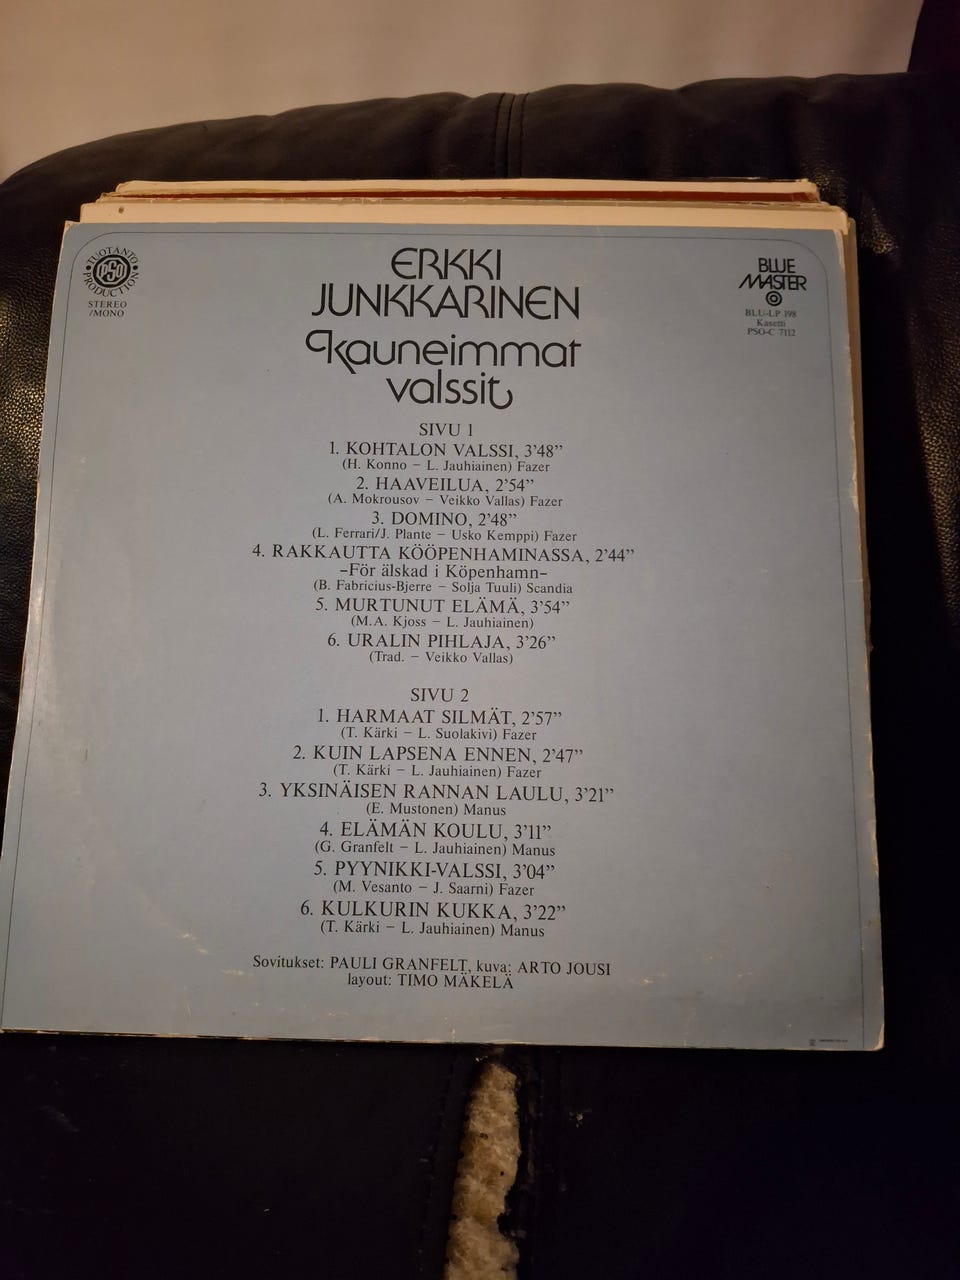 TUOTANTO
PSO
PRODUCTION
STEREO
/MONO
ERKKI
JUNKKARINEN
Kauneimmat
valssit
BLUE
MASTER
BLU-LP 198
Kasetti
PSO-C 7112
SIVU 1
1. KOHTALON VALSSI, 3’48”
(H. Konno – L. Jauhiainen) Fazer
2. HAAVEILUA, 2’54”
(A. Mokrousov – Veikko Vallas) Fazer
3. DOMINO, 2’48”
(L. Ferrari/J. Plante – Usko Kemppi) Fazer
4. RAKKAUTTA KÖÖPENHAMINASSA, 2’44”
–För älskad i Köpenhamn–
(B. Fabricius-Bjerre – Solja Tuuli) Scandia
5. MURTUNUT ELÄMÄ, 3’54”
(M.A. Kjoss – L. Jauhiainen)
6. URALIN PIHLAJA, 3’26”
(Trad. – Veikko Vallas)
SIVU 2
1. HARMAAT SILMÄT, 2’57”
(T. Kärki – L. Suolakivi) Fazer
2. KUIN LAPSENA ENNEN, 2’47”
(T. Kärki – L. Jauhiainen) Fazer
3. YKSINÄISEN RANNAN LAULU, 3’21”
(E. Mustonen) Manus
4. ELÄMÄN KOULU, 3’11”
(G. Granfelt – L. Jauhiainen) Manus
5. PYYNIKKI-VALSSI, 3’04”
(M. Vesanto – J. Saarni) Fazer
6. KULKURIN KUKKA, 3’22”
(T. Kärki – L. Jauhiainen) Manus
Sovitukset: PAULI GRANFELT, kuva: ARTO JOUSI
layout: TIMO MÄKELÄ